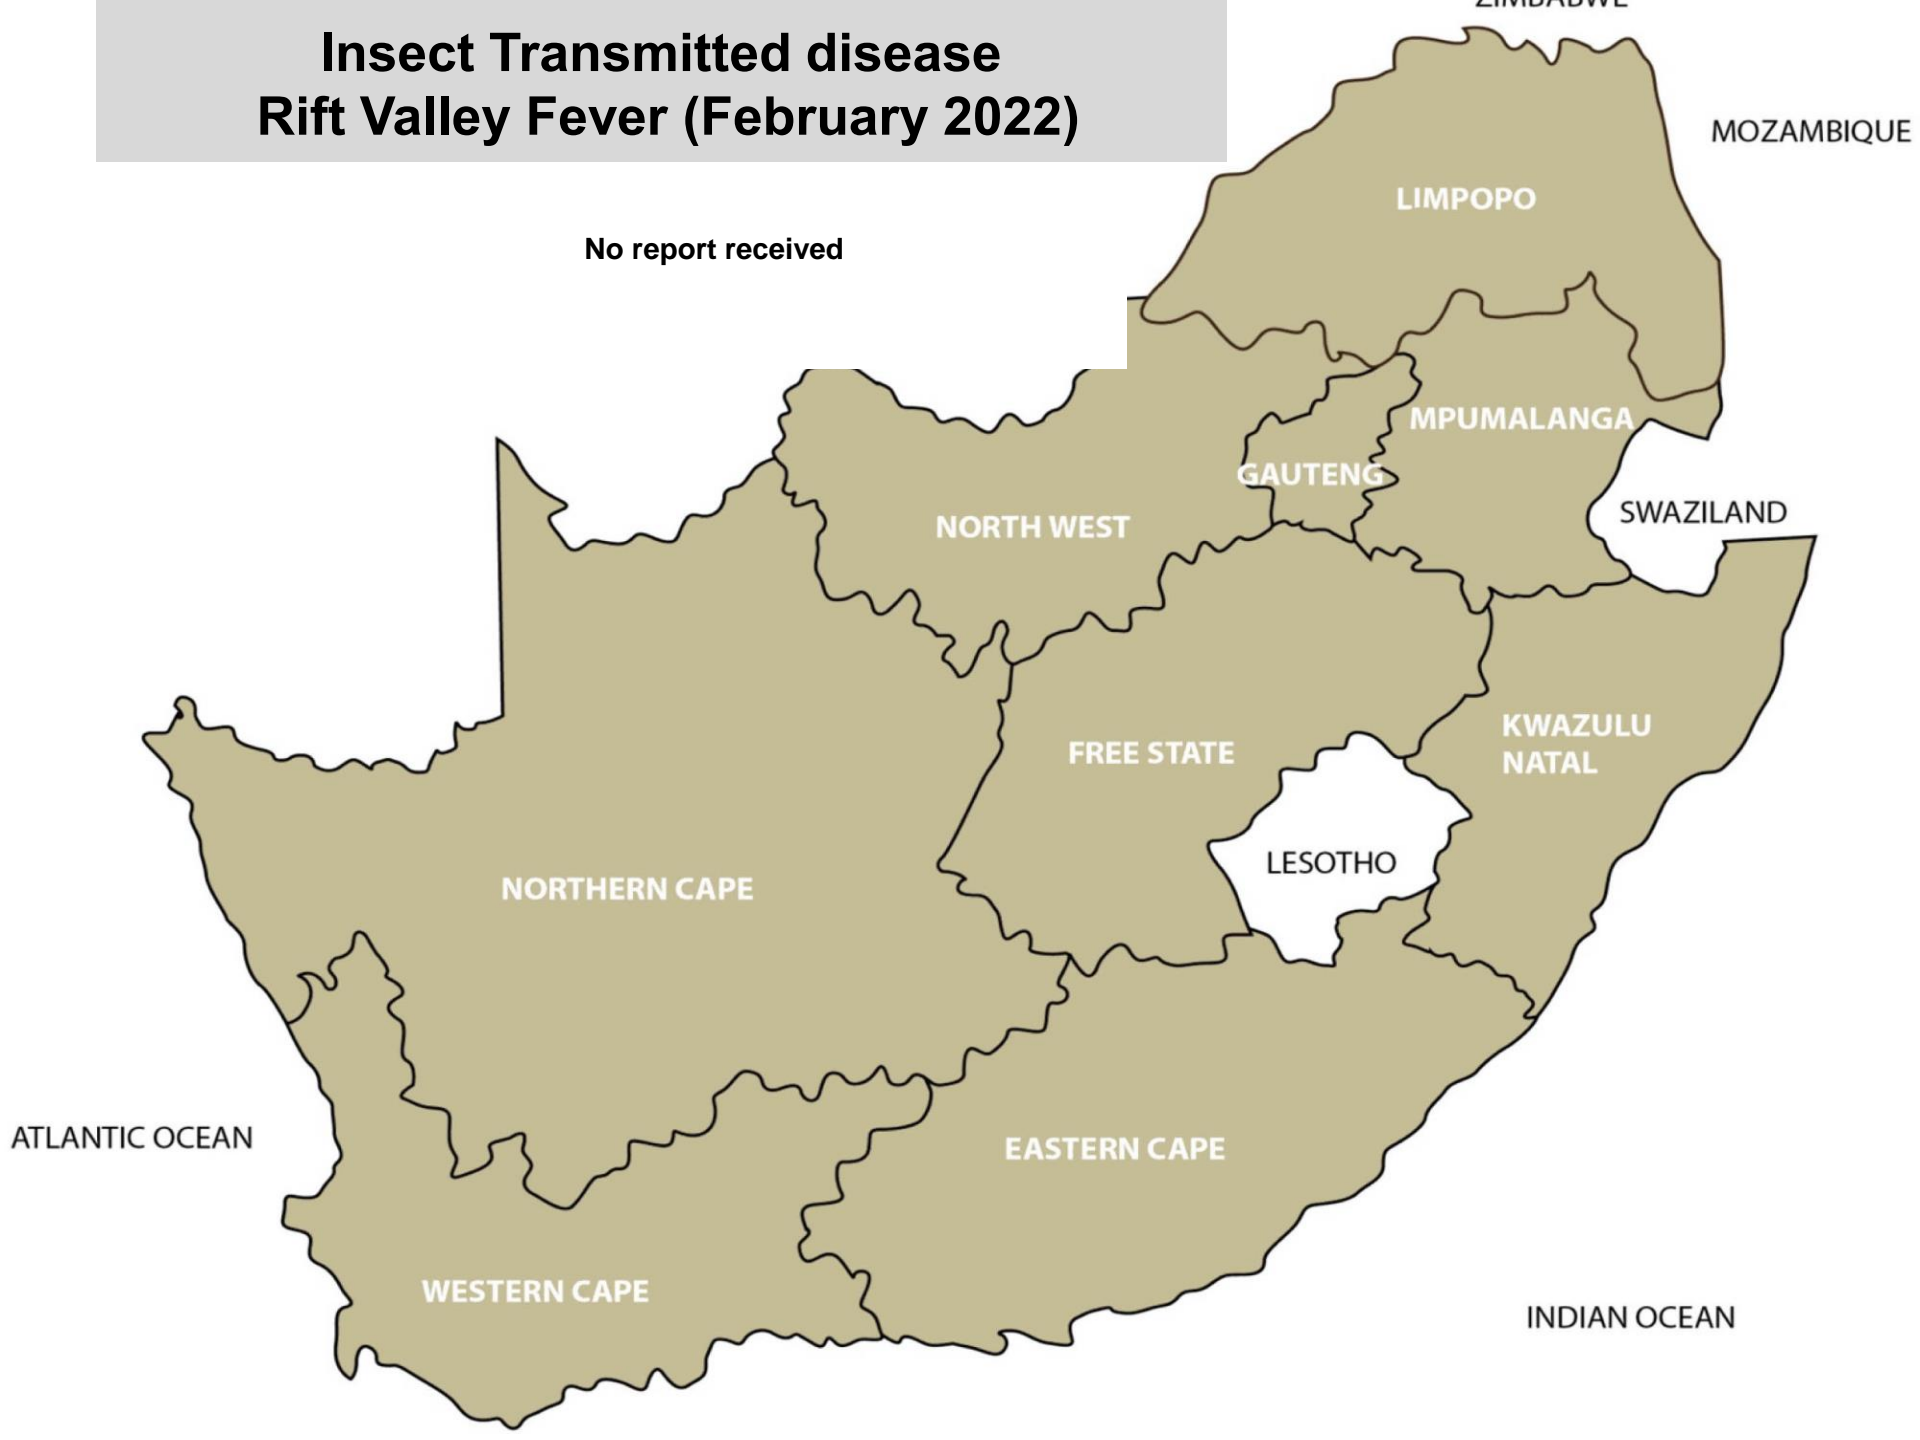 ZIMBABWE
Insect Transmitted disease
Rift Valley Fever (February 2022)
MOZAMBIQUE
LIMPOPO
No report received
MPUMALANGA
GAUTENG
SWAZILAND
NORTH WEST
KWAZULU
NATAL
FREE STATE
LESOTHO
NORTHERN CAPE
ATLANTIC OCEAN
EASTERN CAPE
WESTERN CAPE
INDIAN OCEAN